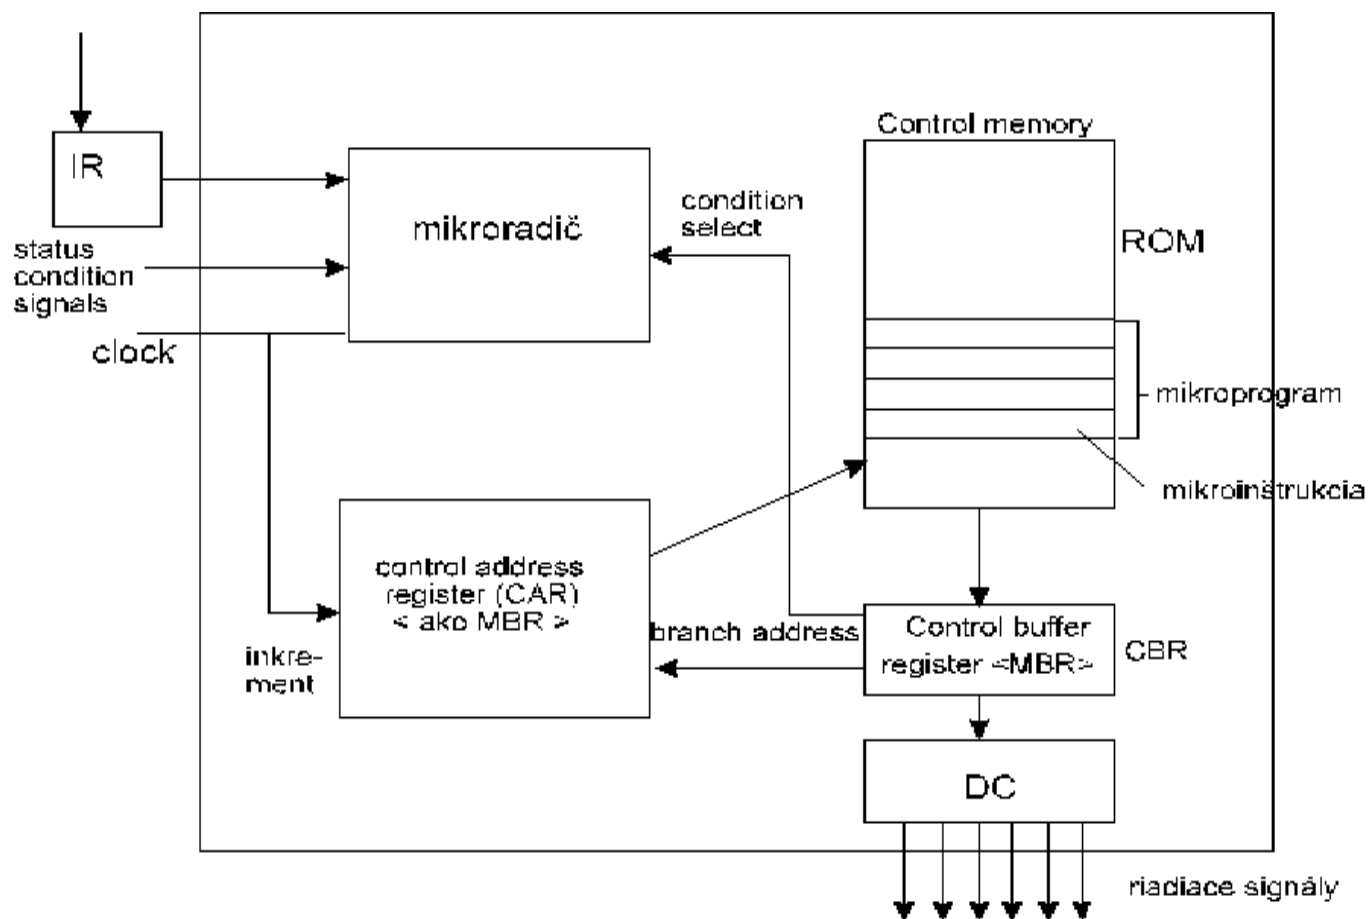 Control memory
IR
mikroradič
condition
select
ROM
status
condition
signals
clock
mikroprogram
mikroinštrukcia
control address
register (CAR)
< ako MBR >
inkre-
ment
branch address
Control buffer
register <MBR>
CBR
DC
riadiace signály